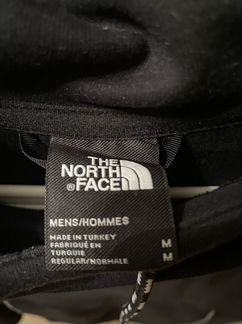 THE
NORTH
®FACE
MENS/HOMMES
MADE IN TURKEY
FABRIQUÉ EN M
TURQUIE
REGULAR/NORMALE M